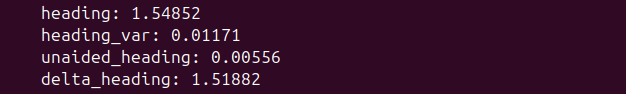 heading: 1.54852
heading_var: 0.01171
unaided_heading: 0.00556
delta_heading: 1.51882